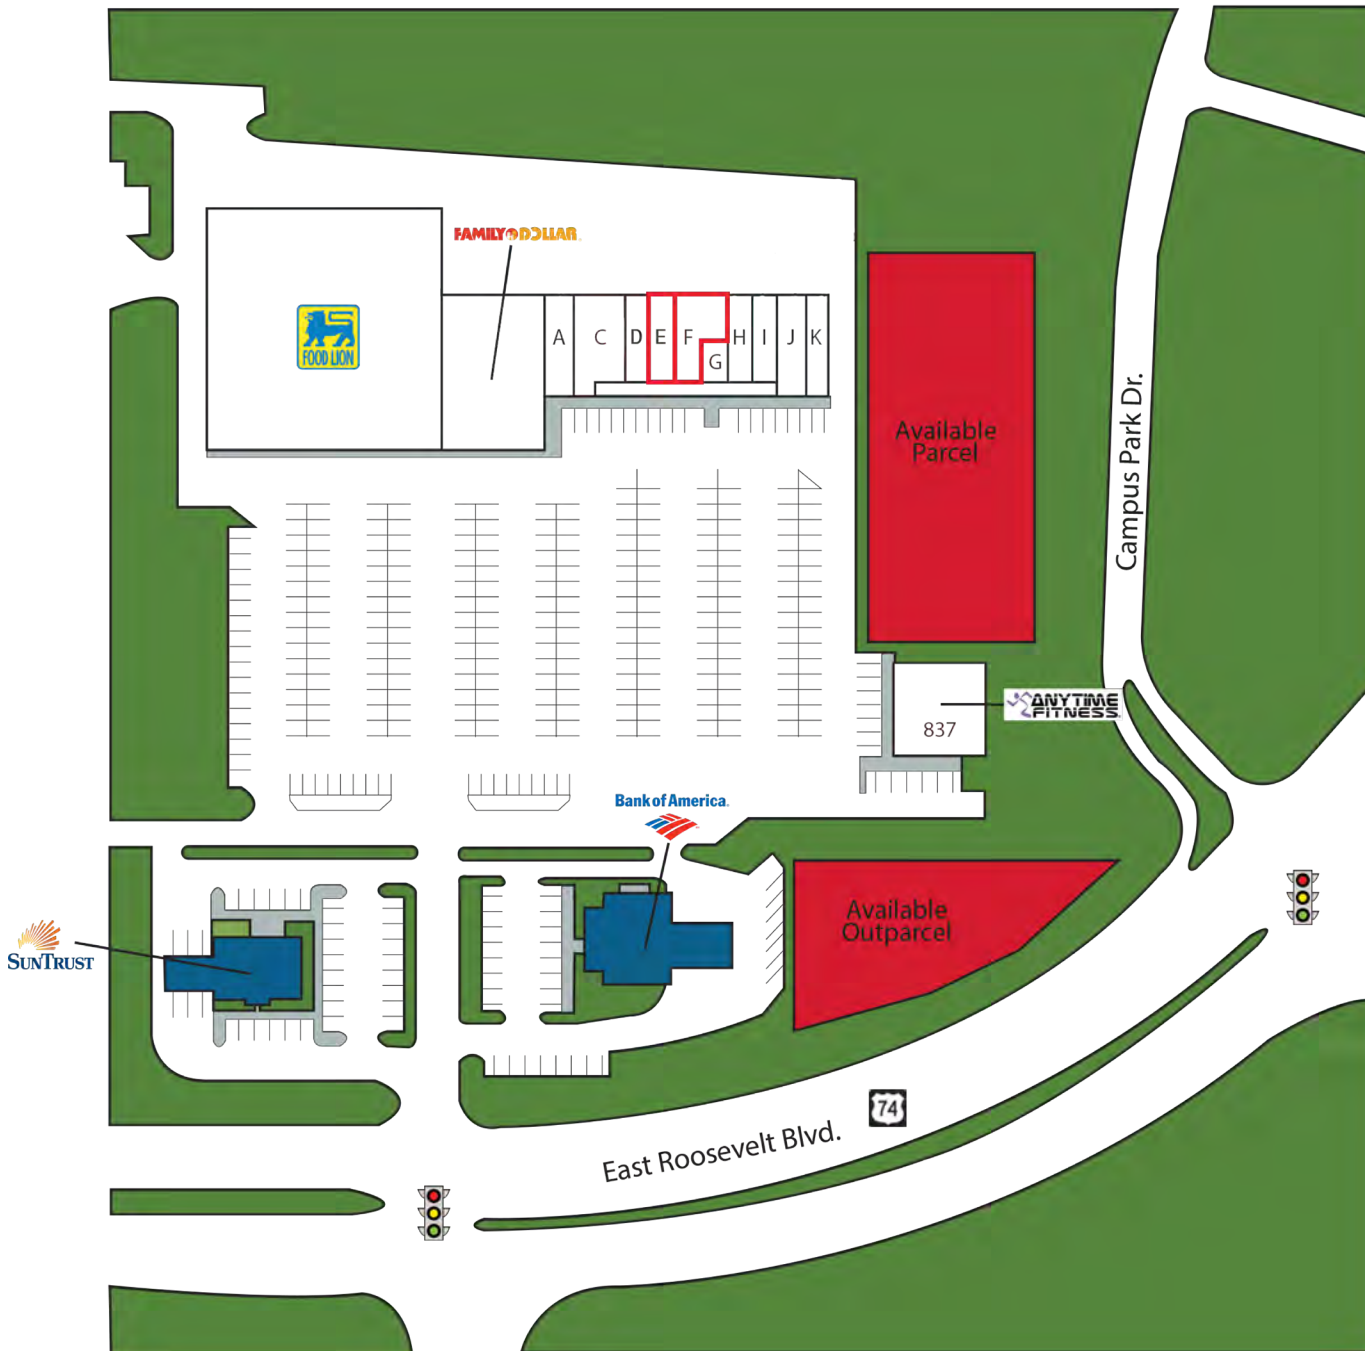 FAMILY DOLLAR
FOOD LION
A C D E F G H I J K
Available
Parcel
Campus Park Dr.
ANYTIME
FITNESS
837
Bank of America
Available
Outparcel
SUNTRUST
74
East Roosevelt Blvd.